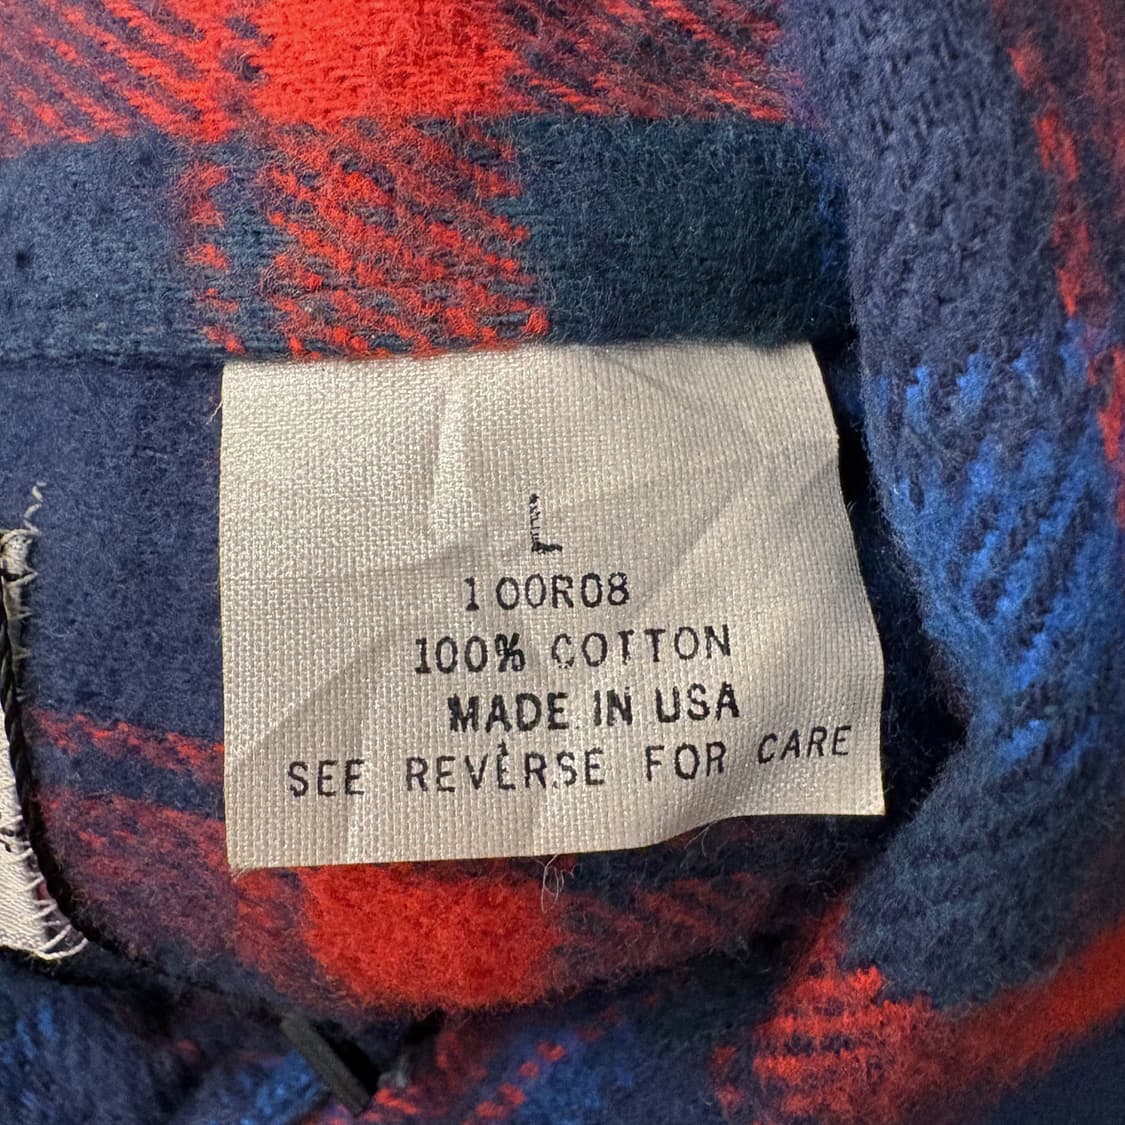 L
100R08
100% COTTON
MADE IN USA
SEE REVERSE FOR CARE